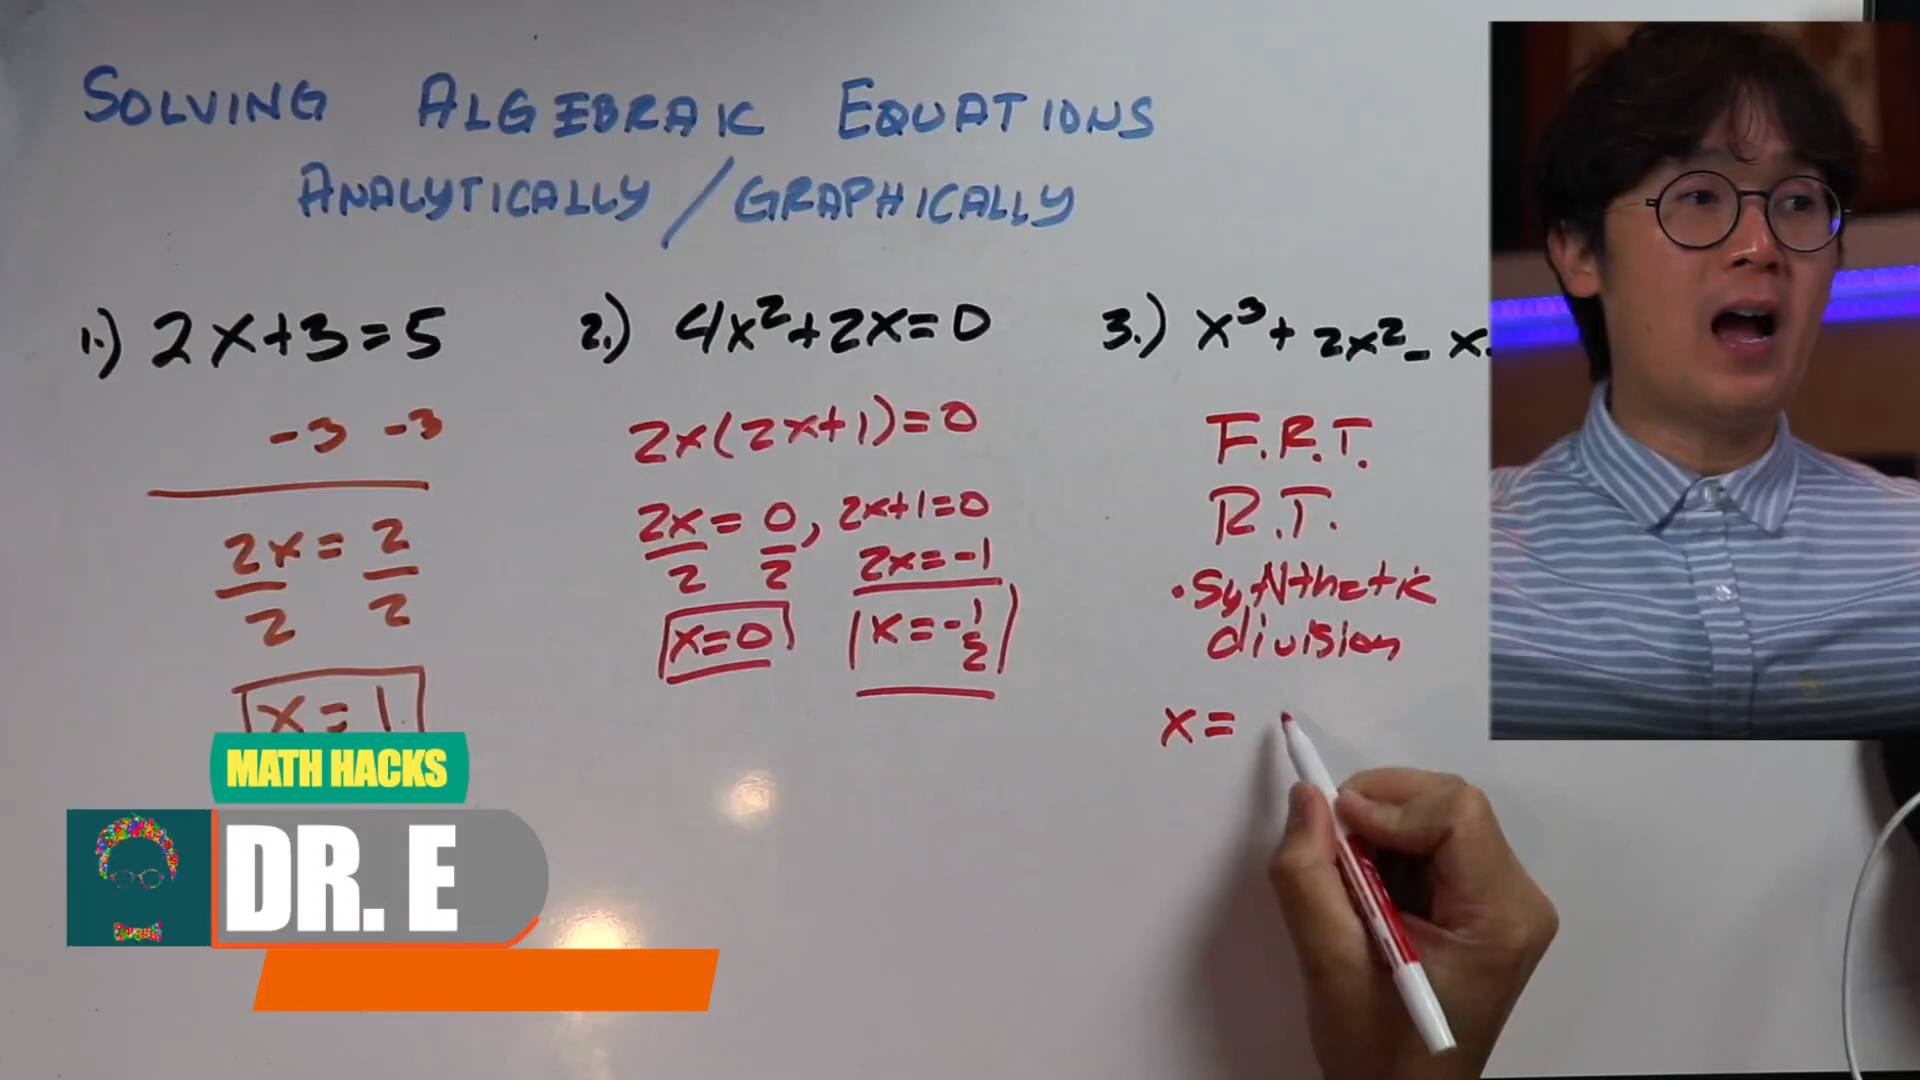 SOLVING ALGEBRAIC EQUATIONS
ANALYTICALLY/GRAPHICALLY
1.) 2x+3=5
-3 -3
2x = 2
2 2
x = 1
2.) 4x²+2x=0
2x(2x+1)=0
2x = 0, 2x+1=0
2 2
2x=-1
x=0
x=-1/2
3.) x³+2x²-x
F.R.T.
R.T.
•Synthetic
division
x=
MATH HACKS
DR. E